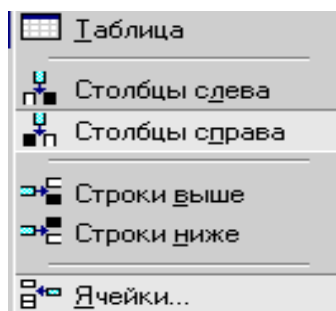 Таблица
Столбцы слева
Столбцы справа
Строки выше
Строки ниже
Ячейки...